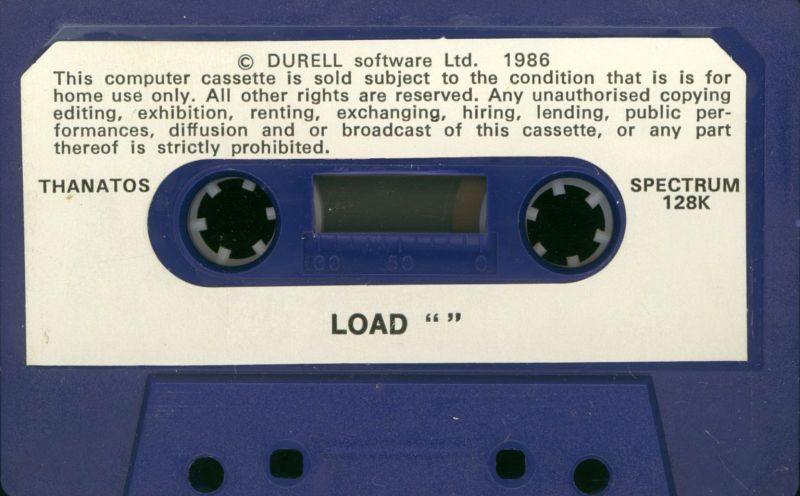 © DURELL software Ltd. 1986
This computer cassette is sold subject to the condition that is is for
home use only. All other rights are reserved. Any unauthorised copying
editing, exhibition, renting, exchanging, hiring, lending, public per-
formances, diffusion and or broadcast of this cassette, or any part
thereof is strictly prohibited.
THANATOS
SPECTRUM
128K
100 50 0
LOAD “ ”